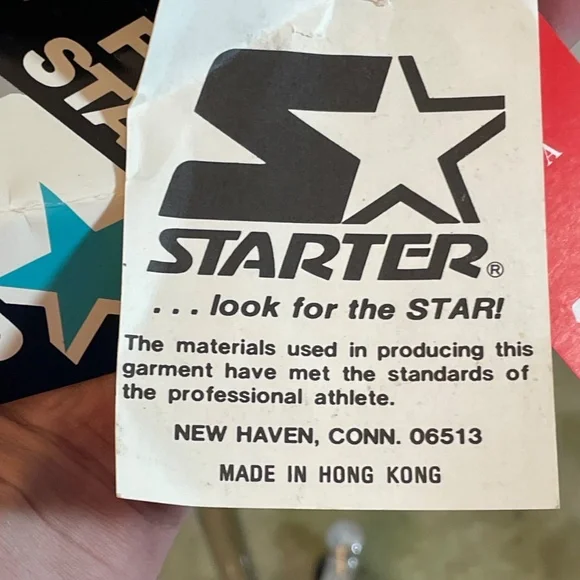 STARTER®
. . . look for the STAR!
The materials used in producing this
garment have met the standards of
the professional athlete.
NEW HAVEN, CONN. 06513
MADE IN HONG KONG